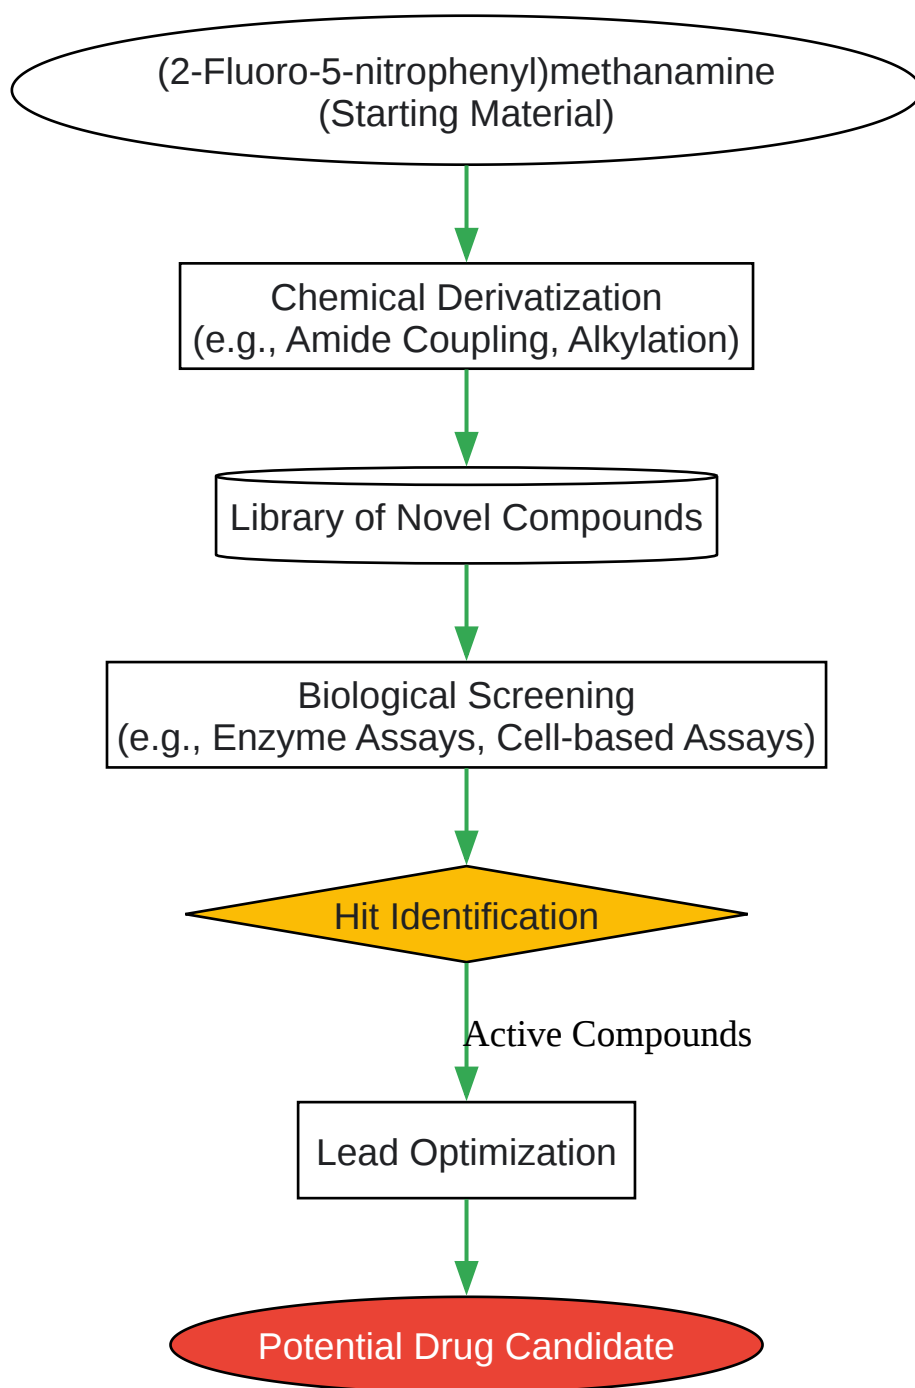 (2-Fluoro-5-nitrophenyl)methanamine
(Starting Material)
Chemical Derivatization
(e.g., Amide Coupling, Alkylation)
Library of Novel Compounds
Biological Screening
(e.g., Enzyme Assays, Cell-based Assays)
Hit Identification
Active Compounds
Lead Optimization
Potential Drug Candidate